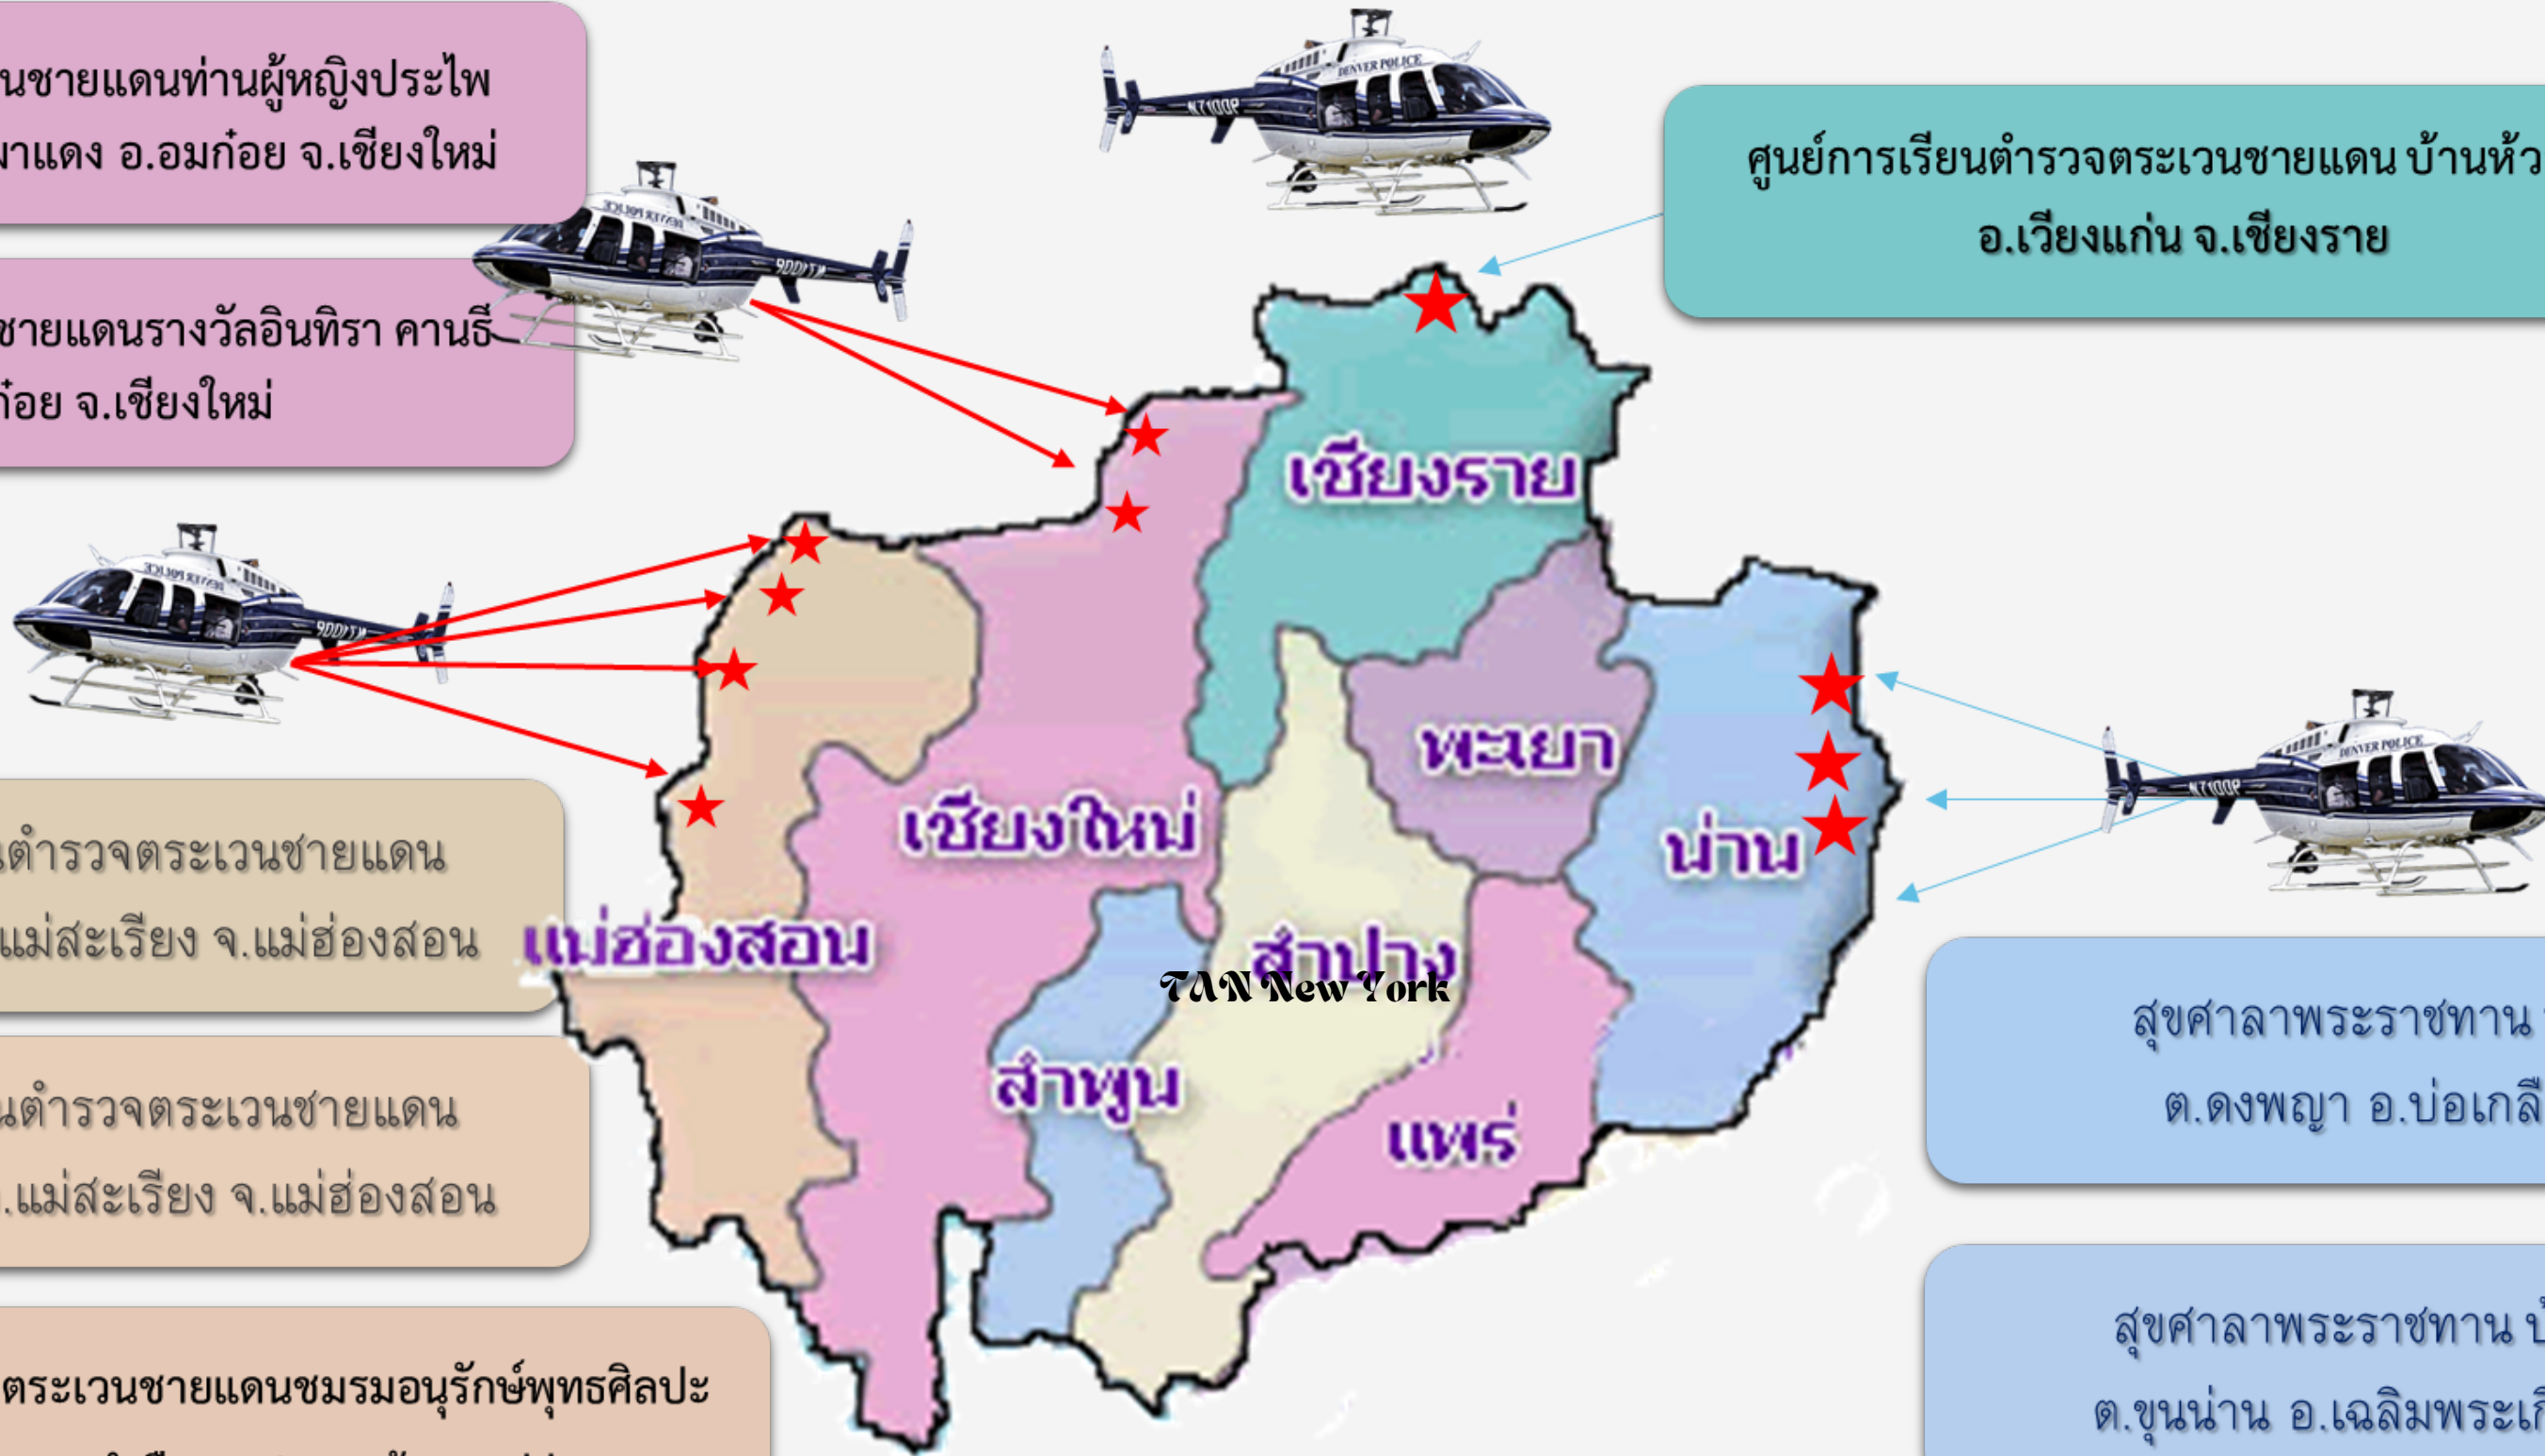 นชายแดนท่านผู้หญิงประไพ
ผาแดง อ.อมก๋อย จ.เชียงใหม่
ชายแดนรางวัลอินทิรา คานธี
ก๋อย จ.เชียงใหม่
DENVER POLICE
N710DP
ศูนย์การเรียนตำรวจตระเวนชายแดน บ้านห้ว
อ.เวียงแก่น จ.เชียงราย
เชียงราย
พะเยา
เชียงใหม่
น่าน
DENVER POLICE
N710DP
นตำรวจตระเวนชายแดน
แม่สะเรียง จ.แม่ฮ่องสอน
แม่ฮ่องสอน
ลำปาง
TAN New York
ลำพูน
แพร่
นตำรวจตระเวนชายแดน
.แม่สะเรียง จ.แม่ฮ่องสอน
ตระเวนชายแดนชมรมอนุรักษ์พุทธศิลปะ
สุขศาลาพระราชทาน
ต.ดงพญา อ.บ่อเกลื
สุขศาลาพระราชทาน บ้
ต.ขุนน่าน อ.เฉลิมพระเกี